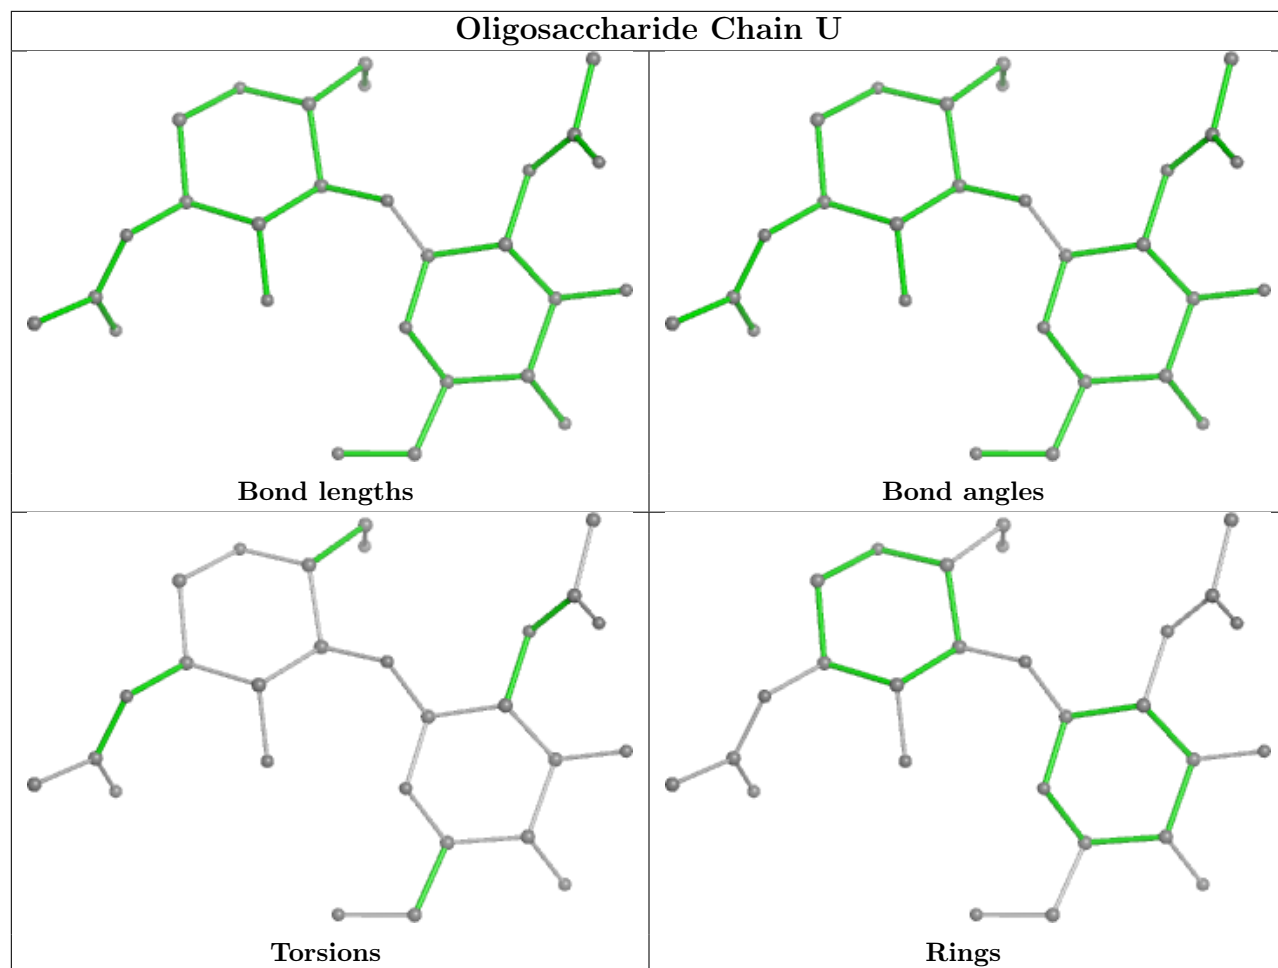 Oligosaccharide Chain U
Bond lengths
Bond angles
Torsions
Rings